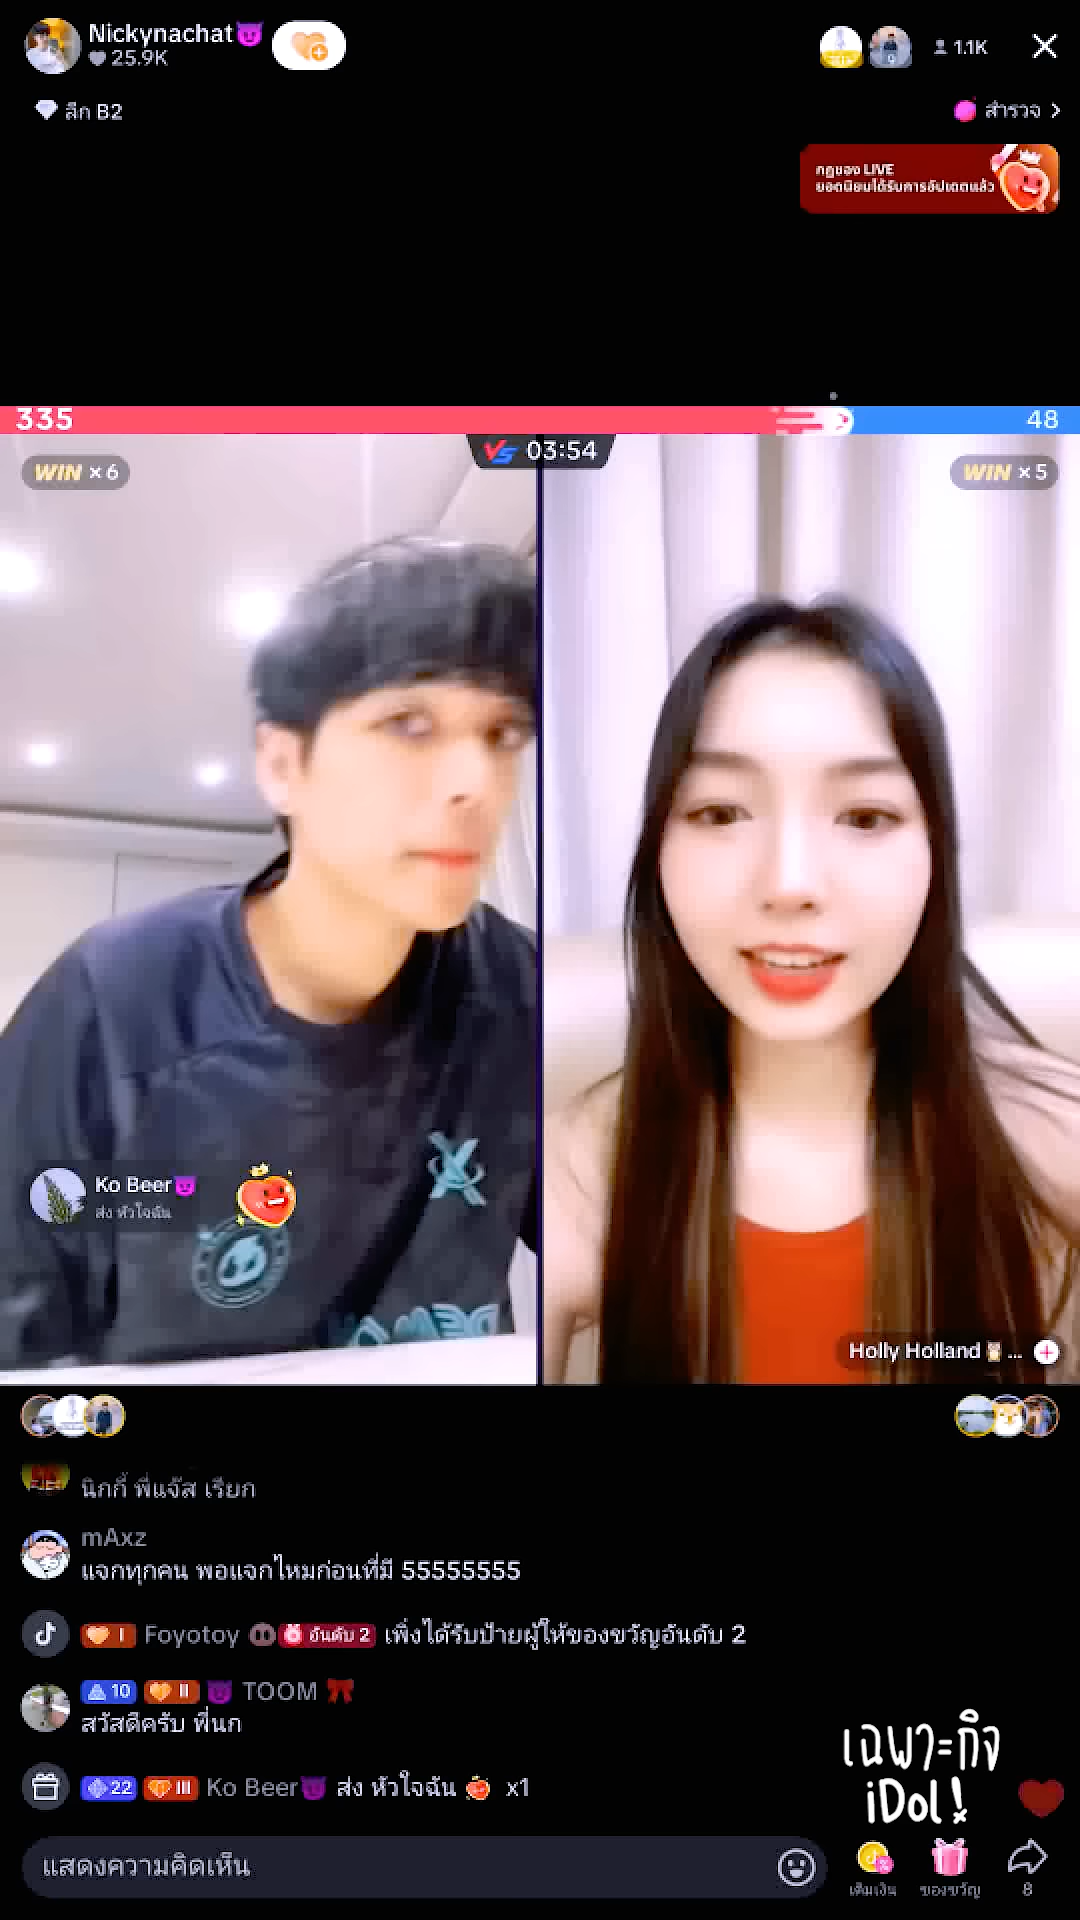 Nickynachat
25.9K
1.1K
ลีก B2
สำรวจ
กฎของ LIVE
ยอดนิยมได้รับการอัปเดตแล้ว
335
48
VS 03:54
WIN ×6
WIN ×5
Ko Beer
ส่ง หัวใจฉัน
Holly Holland ...
นิกกี้ พี่แจ๊ส เรียก
mAxz
แจกทุกคน พอแจกไหมก่อนที่มี 55555555
I Foyotoy อันดับ 2 เพิ่งได้รับป้ายผู้ให้ของขวัญอันดับ 2
10 II TOOM
สวัสดีครับ พี่นก
22 III Ko Beer ส่ง หัวใจฉัน x1
เฉพาะกิจ
iDol!
แสดงความคิดเห็น
เติมเงิน
ของขวัญ
8